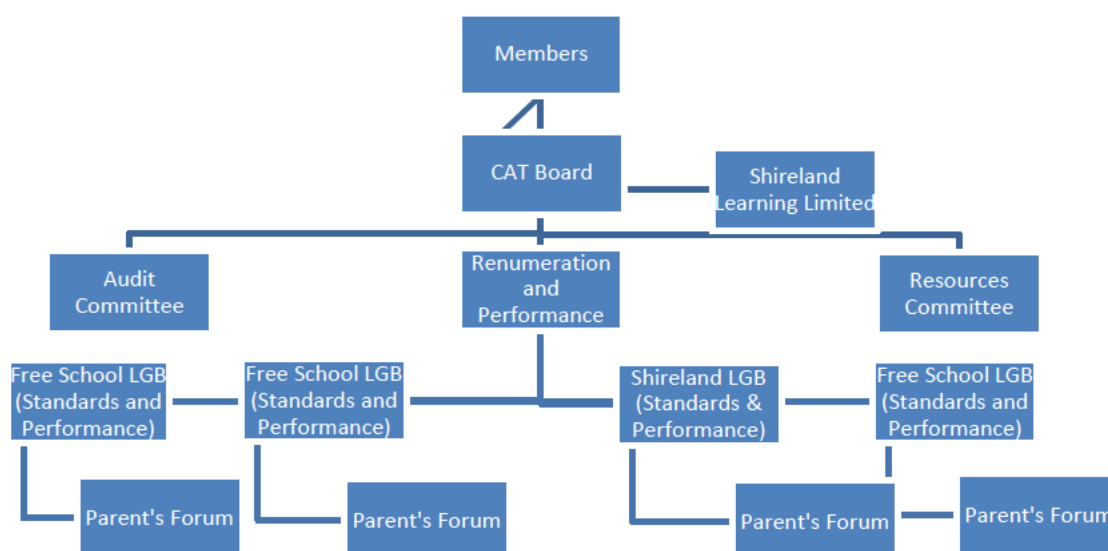 Members
CAT Board
Shireland
Learning Limited
Audit
Committee
Renumeration
and
Performance
Resources
Committee
Free School LGB
(Standards and
Performance)
Free School LGB
(Standards and
Performance)
Shireland LGB
(Standards &
Performance)
Free School LGB
(Standards and
Performance)
Parent's Forum
Parent's Forum
Parent's Forum
Parent's Forum